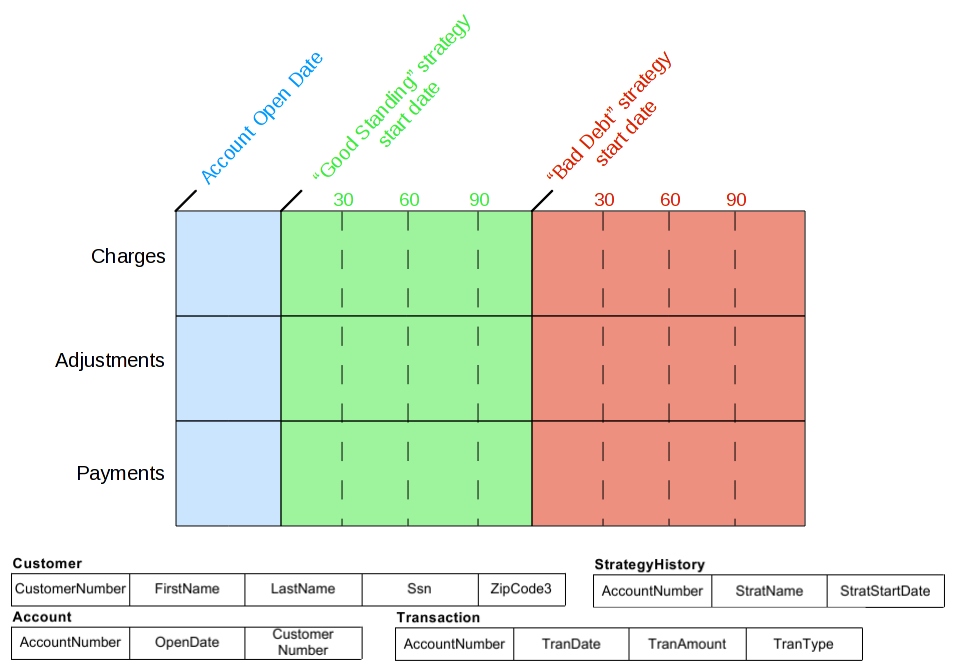 Account Open Date
“Good Standing” strategy
start date
“Bad Debt” strategy
start date
30 60 90 30 60 90
Charges
Adjustments
Payments
Customer
CustomerNumber FirstName LastName Ssn ZipCode3
StrategyHistory
AccountNumber StratName StratStartDate
Account
AccountNumber OpenDate Customer
Number
Transaction
AccountNumber TranDate TranAmount TranType